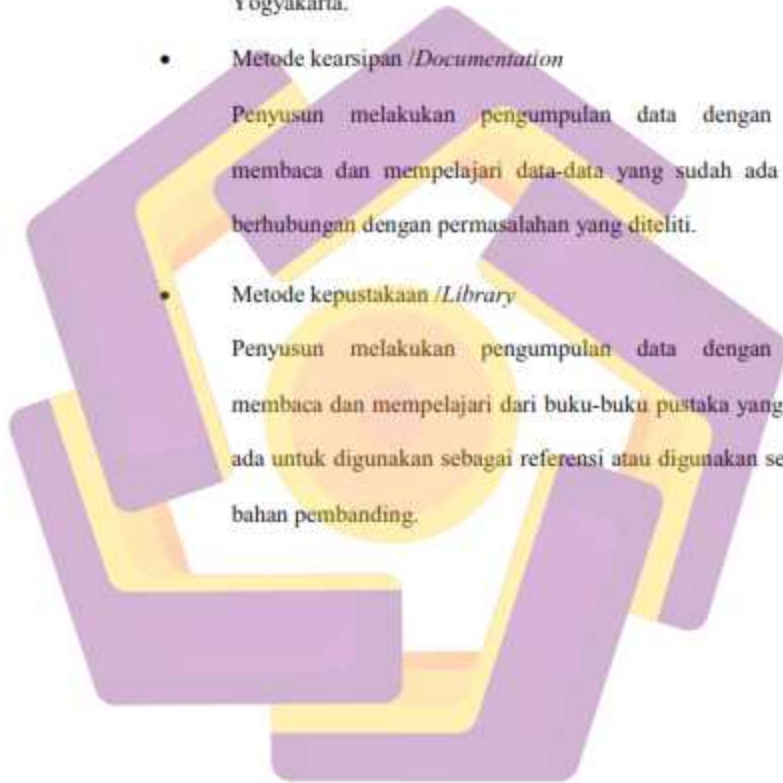 Yogyakarta.
• Metode kearsipan /Documentation
Penyusun melakukan pengumpulan data dengan
membaca dan mempelajari data-data yang sudah ada
berhubungan dengan permasalahan yang diteliti.
• Metode kepustakaan /Library
Penyusun melakukan pengumpulan data dengan
membaca dan mempelajari dari buku-buku pustaka yang
ada untuk digunakan sebagai referensi atau digunakan se
bahan pembanding.